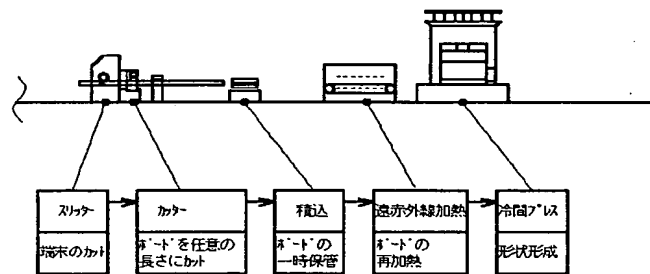 スリッター
端末のカット
カッター
ボードを任意の
長さにカット
積込
ボードの
一時保管
遠赤外線加熱
ボードの
再加熱
冷間プレス
形状形成